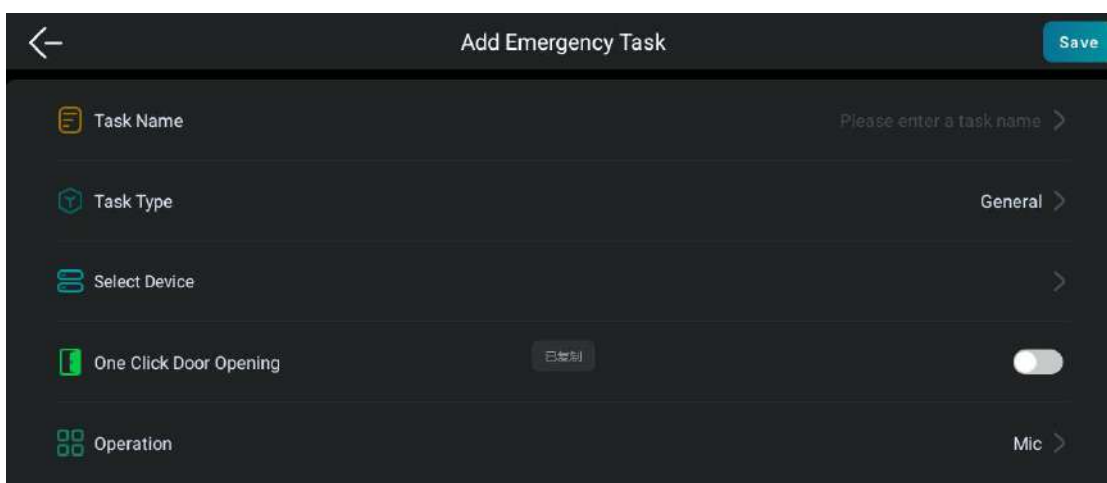 Add Emergency Task
Save
Task Name
Please enter a task name
Task Type
General
Select Device
One Click Door Opening
已复制
Operation
Mic